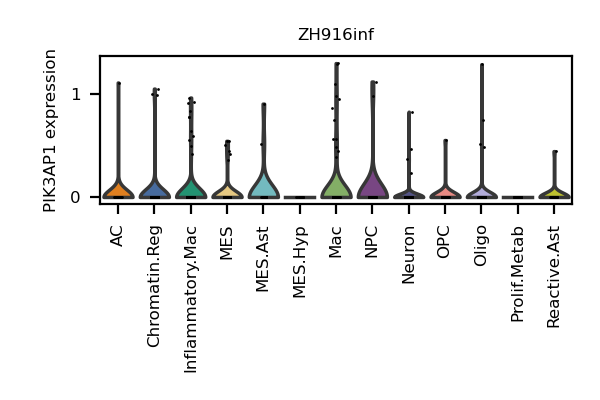 ZH916inf
PIK3AP1 expression
1
0
AC
Chromatin.Reg
Inflammatory.Mac
MES
MES.Ast
MES.Hyp
Mac
NPC
Neuron
OPC
Oligo
Prolif.Metab
Reactive.Ast